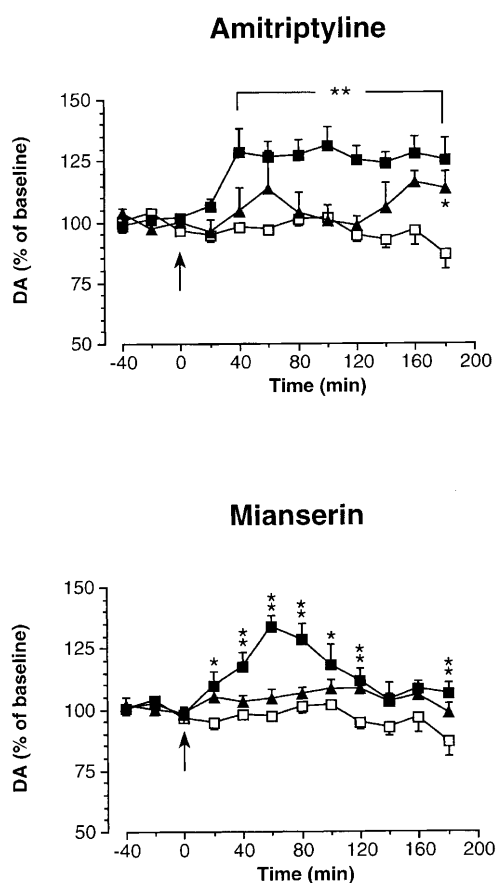 Amitriptyline
**
150
125
100
75
50
DA (% of baseline)
*
-40 0 40 80 120 160 200
Time (min)
Mianserin
150
125
100
75
50
DA (% of baseline)
* ** ** ** * ** **
-40 0 40 80 120 160 200
Time (min)